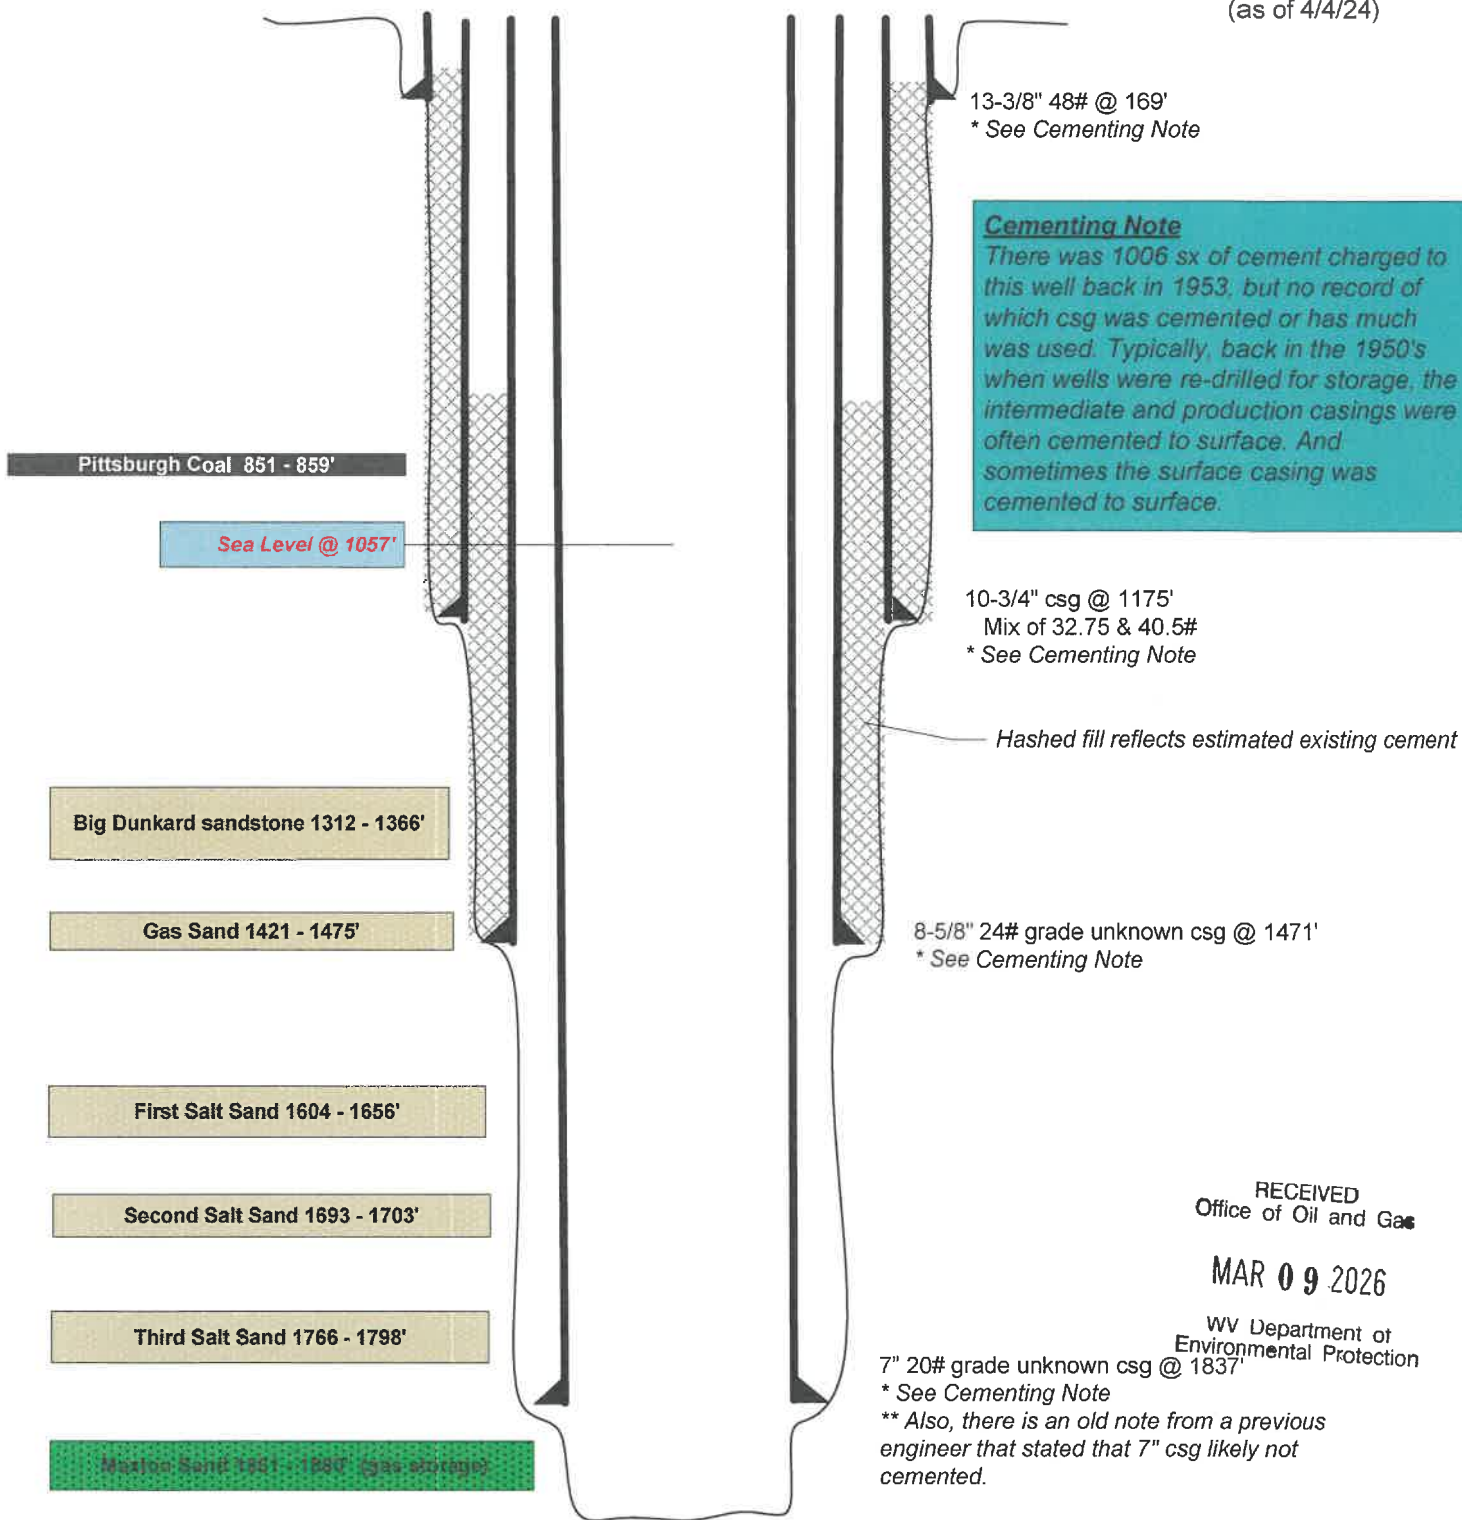 (as of 4/4/24)
13-3/8" 48# @ 169'
* See Cementing Note
Cementing Note
There was 1006 sx of cement charged to
this well back in 1953, but no record of
which csg was cemented or has much
was used. Typically, back in the 1950's
when wells were re-drilled for storage, the
intermediate and production casings were
often cemented to surface. And
sometimes the surface casing was
cemented to surface.
Pittsburgh Coal 851 - 859'
Sea Level @ 1057'
10-3/4" csg @ 1175'
Mix of 32.75 & 40.5#
* See Cementing Note
Hashed fill reflects estimated existing cement
Big Dunkard sandstone 1312 - 1366'
Gas Sand 1421 - 1475'
8-5/8" 24# grade unknown csg @ 1471'
* See Cementing Note
First Salt Sand 1604 - 1656'
Second Salt Sand 1693 - 1703'
RECEIVED
Office of Oil and Gas
MAR 09 2026
WV Department of
Environmental Protection
Third Salt Sand 1766 - 1798'
7" 20# grade unknown csg @ 1837'
* See Cementing Note
** Also, there is an old note from a previous
engineer that stated that 7" csg likely not
cemented.
Maxton Sand 1861 - 1880' (gas storage)